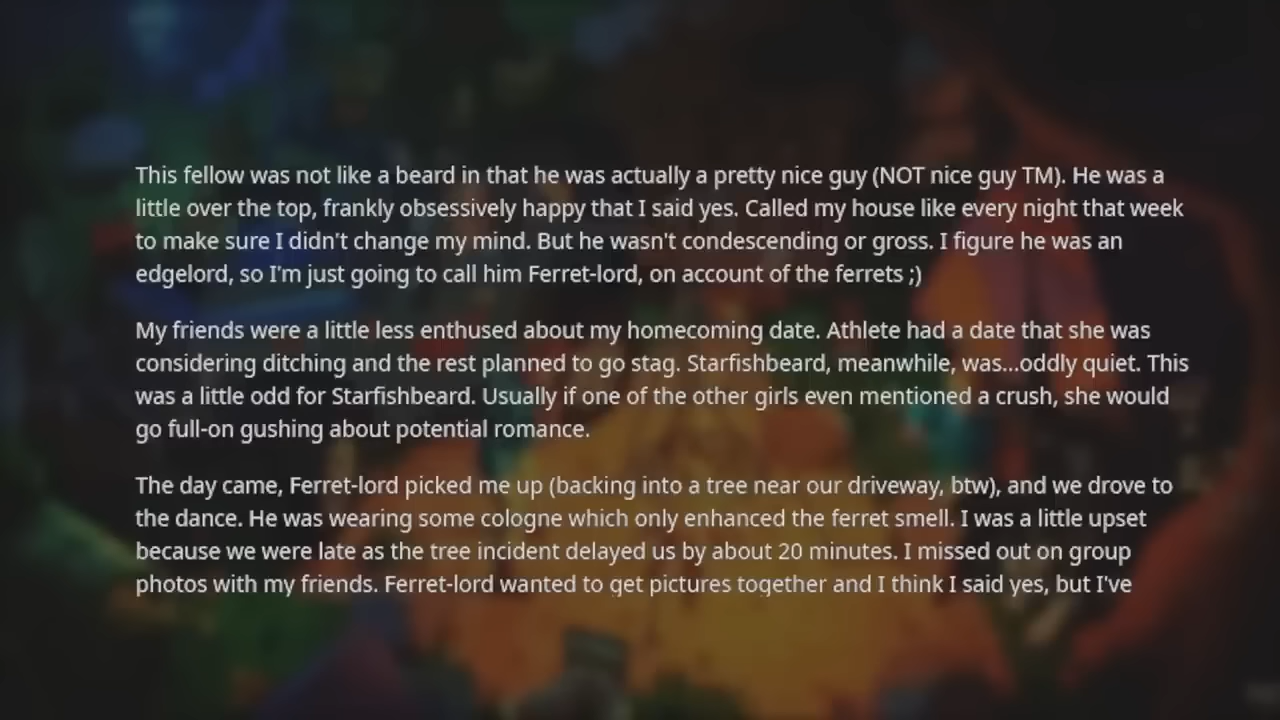 This fellow was not like a beard in that he was actually a pretty nice guy (NOT nice guy TM). He was a
little over the top, frankly obsessively happy that I said yes. Called my house like every night that week
to make sure I didn't change my mind. But he wasn't condescending or gross. I figure he was an
edgelord, so I'm just going to call him Ferret-lord, on account of the ferrets ;)
My friends were a little less enthused about my homecoming date. Athlete had a date that she was
considering ditching and the rest planned to go stag. Starfishbeard, meanwhile, was...oddly quiet. This
was a little odd for Starfishbeard. Usually if one of the other girls even mentioned a crush, she would
go full-on gushing about potential romance.
The day came, Ferret-lord picked me up (backing into a tree near our driveway, btw), and we drove to
the dance. He was wearing some cologne which only enhanced the ferret smell. I was a little upset
because we were late as the tree incident delayed us by about 20 minutes. I missed out on group
photos with my friends. Ferret-lord wanted to get pictures together and I think I said yes, but I've